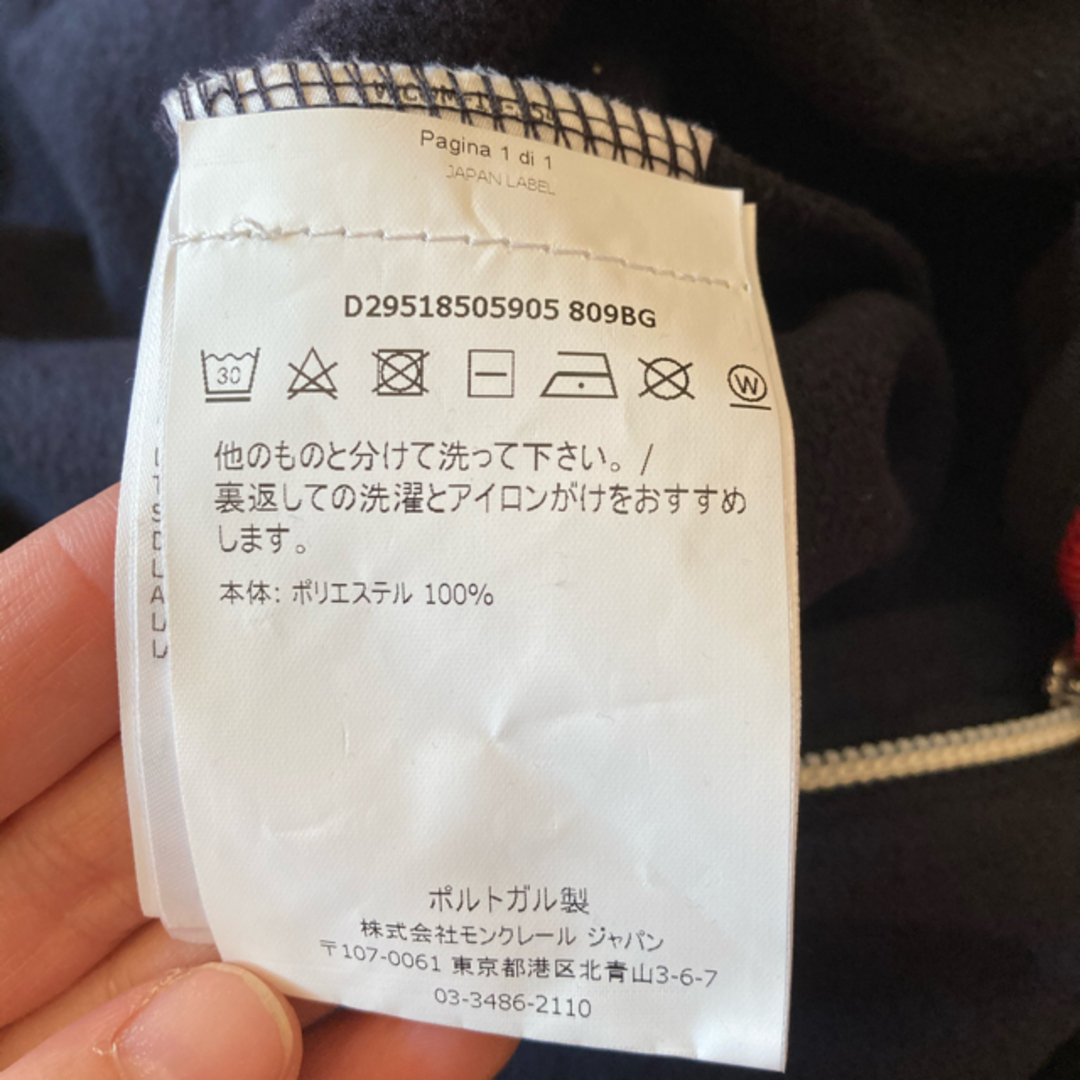 Pagina 1 di 1
JAPAN LABEL
D29518505905 809BG
30
W
他のものと分けて洗って下さい。/
裏返しての洗濯とアイロンがけをおすすめ
します。
本体: ポリエステル 100%
ポルトガル製
株式会社モンクレール ジャパン
〒107-0061 東京都港区北青山3-6-7
03-3486-2110